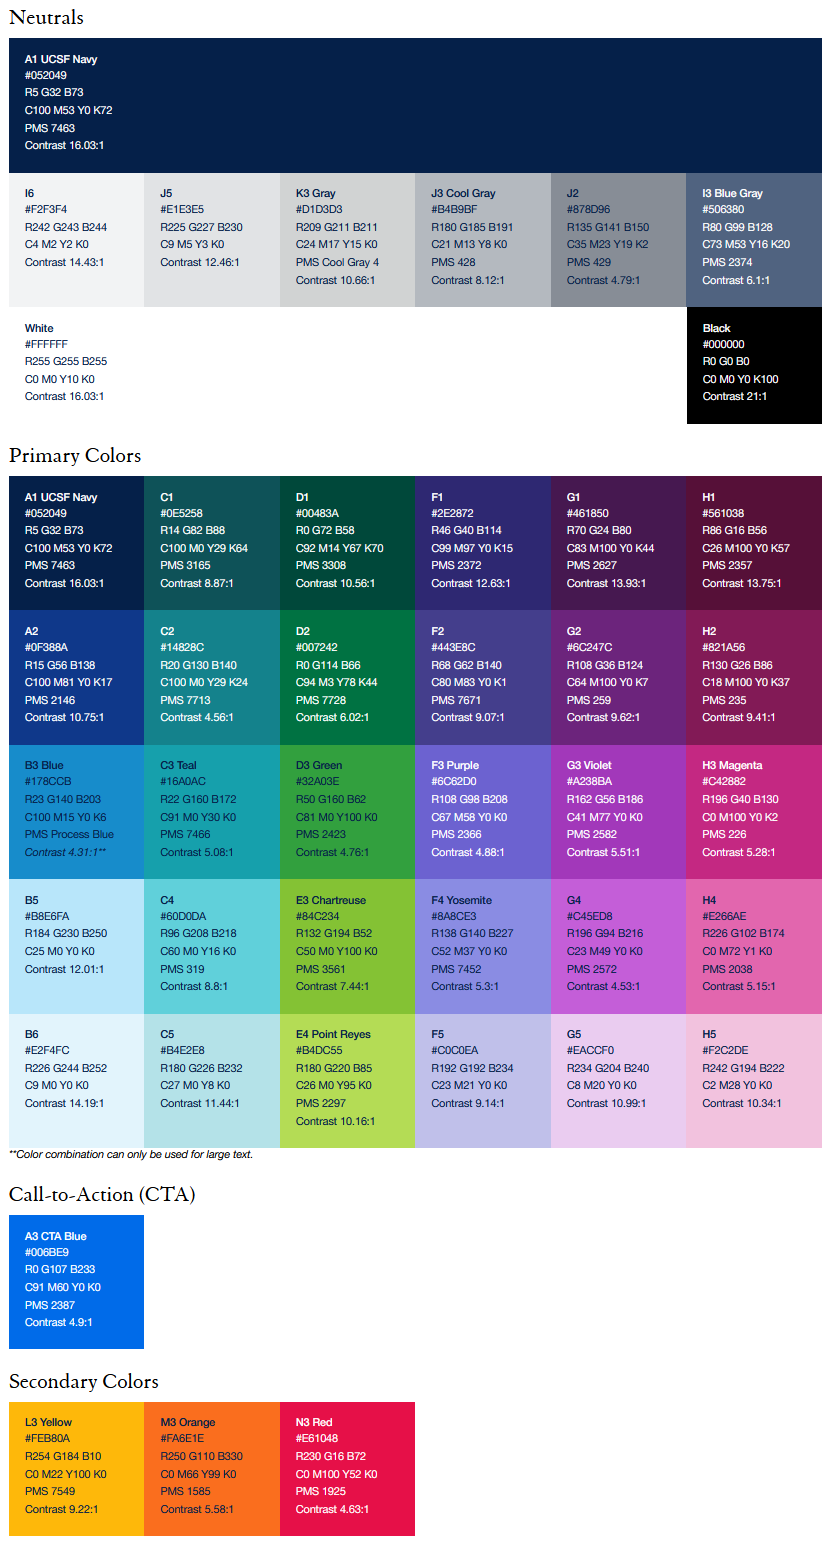 Neutrals
A1 UCSF Navy
#052049
R5 G32 B73
C100 M53 Y0 K72
PMS 7463
Contrast 16.03:1
I6
#F2F3F4
R242 G243 B244
C4 M2 Y2 K0
Contrast 14.43:1
J5
#E1E3E5
R225 G227 B230
C9 M5 Y3 K0
Contrast 12.46:1
K3 Gray
#D1D3D3
R209 G211 B211
C24 M17 Y15 K0
PMS Cool Gray 4
Contrast 10.66:1
J3 Cool Gray
#B4B9BF
R180 G185 B191
C21 M13 Y8 K0
PMS 428
Contrast 8.12:1
J2
#878D96
R135 G141 B150
C35 M23 Y19 K2
PMS 429
Contrast 4.79:1
I3 Blue Gray
#506380
R80 G99 B128
C73 M53 Y16 K20
PMS 2374
Contrast 6.1:1
White
#FFFFFF
R255 G255 B255
C0 M0 Y10 K0
Contrast 16.03:1
Black
#000000
R0 G0 B0
C0 M0 Y0 K100
Contrast 21:1
Primary Colors
A1 UCSF Navy
#052049
R5 G32 B73
C100 M53 Y0 K72
PMS 7463
Contrast 16.03:1
C1
#0E5258
R14 G82 B88
C100 M0 Y29 K64
PMS 3165
Contrast 8.87:1
D1
#00483A
R0 G72 B58
C92 M14 Y67 K70
PMS 3308
Contrast 10.56:1
F1
#2E2872
R46 G40 B114
C99 M97 Y0 K15
PMS 2372
Contrast 12.63:1
G1
#461850
R70 G24 B80
C83 M100 Y0 K44
PMS 2627
Contrast 13.93:1
H1
#561038
R86 G16 B56
C26 M100 Y0 K57
PMS 2357
Contrast 13.75:1
A2
#0F388A
R15 G56 B138
C100 M81 Y0 K17
PMS 2146
Contrast 10.75:1
C2
#14828C
R20 G130 B140
C100 M0 Y29 K24
PMS 7713
Contrast 4.56:1
D2
#007242
R0 G114 B66
C94 M3 Y78 K44
PMS 7728
Contrast 6.02:1
F2
#443E8C
R68 G62 B140
C80 M83 Y0 K1
PMS 7671
Contrast 9.07:1
G2
#6C247C
R108 G36 B124
C64 M100 Y0 K7
PMS 259
Contrast 9.62:1
H2
#821A56
R130 G26 B86
C18 M100 Y0 K37
PMS 235
Contrast 9.41:1
B3 Blue
#178CCB
R23 G140 B203
C100 M15 Y0 K6
PMS Process Blue
Contrast 4.31:1**
C3 Teal
#16A0AC
R22 G160 B172
C91 M0 Y30 K0
PMS 7466
Contrast 5.08:1
D3 Green
#32A03E
R50 G160 B62
C81 M0 Y100 K0
PMS 2423
Contrast 4.76:1
F3 Purple
#6C62D0
R108 G98 B208
C67 M58 Y0 K0
PMS 2366
Contrast 4.88:1
G3 Violet
#A238BA
R162 G56 B186
C41 M77 Y0 K0
PMS 2582
Contrast 5.51:1
H3 Magenta
#C42882
R196 G40 B130
C0 M100 Y0 K2
PMS 226
Contrast 5.28:1
B5
#B8E6FA
R184 G230 B250
C25 M0 Y0 K0
Contrast 12.01:1
C4
#60D0DA
R96 G208 B218
C60 M0 Y16 K0
PMS 319
Contrast 8.8:1
E3 Chartreuse
#84C234
R132 G194 B52
C50 M0 Y100 K0
PMS 3561
Contrast 7.44:1
F4 Yosemite
#8A8CE3
R138 G140 B227
C52 M37 Y0 K0
PMS 7452
Contrast 5.3:1
G4
#C45ED8
R196 G94 B216
C23 M49 Y0 K0
PMS 2572
Contrast 4.53:1
H4
#E266AE
R226 G102 B174
C0 M72 Y1 K0
PMS 2038
Contrast 5.15:1
B6
#E2F4FC
R226 G244 B252
C9 M0 Y0 K0
Contrast 14.19:1
C5
#B4E2E8
R180 G226 B232
C27 M0 Y8 K0
Contrast 11.44:1
E4 Point Reyes
#B4DC55
R180 G220 B85
C26 M0 Y95 K0
PMS 2297
Contrast 10.16:1
F5
#C0C0EA
R192 G192 B234
C23 M21 Y0 K0
Contrast 9.14:1
G5
#EACCF0
R234 G204 B240
C8 M20 Y0 K0
Contrast 10.99:1
H5
#F2C2DE
R242 G194 B222
C2 M28 Y0 K0
Contrast 10.34:1
**Color combination can only be used for large text.
Call-to-Action (CTA)
A3 CTA Blue
#006BE9
R0 G107 B233
C91 M60 Y0 K0
PMS 2387
Contrast 4.9:1
Secondary Colors
L3 Yellow
#FEB80A
R254 G184 B10
C0 M22 Y100 K0
PMS 7549
Contrast 9.22:1
M3 Orange
#FA6E1E
R250 G110 B330
C0 M66 Y99 K0
PMS 1585
Contrast 5.58:1
N3 Red
#E61048
R230 G16 B72
C0 M100 Y52 K0
PMS 1925
Contrast 4.63:1